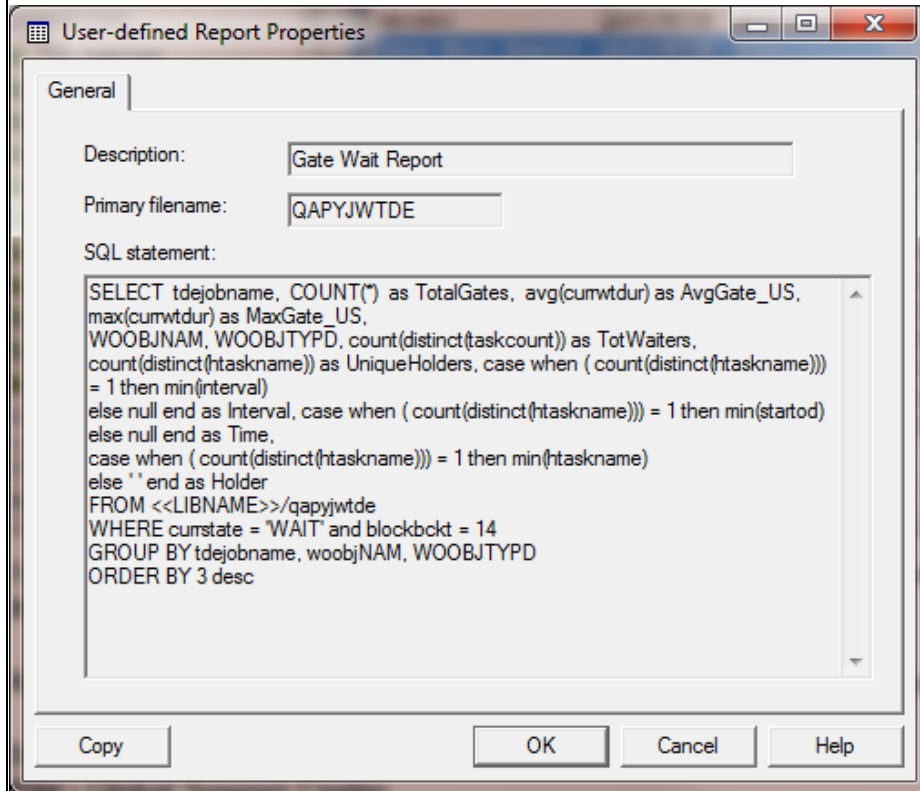 User-defined Report Properties
General
Description:
Gate Wait Report
Primary filename:
QAPYJWTDE
SQL statement:
SELECT tdejobname, COUNT(*) as TotalGates, avg(currwtdur) as AvgGate_US,
max(currwtdur) as MaxGate_US,
WOOBJNAM, WOOBJTYPD, count(distinct(taskcount)) as TotWaiters,
count(distinct(htaskname)) as UniqueHolders, case when ( count(distinct(htaskname)))
= 1 then min(interval)
else null end as Interval, case when ( count(distinct(htaskname))) = 1 then min(startod)
else null end as Time,
case when ( count(distinct(htaskname))) = 1 then min(htaskname)
else ' ' end as Holder
FROM <<LIBNAME>>/qapyjwtde
WHERE currstate = 'WAIT' and blockbckt = 14
GROUP BY tdejobname, woobjNAM, WOOBJTYPD
ORDER BY 3 desc
Copy
OK
Cancel
Help